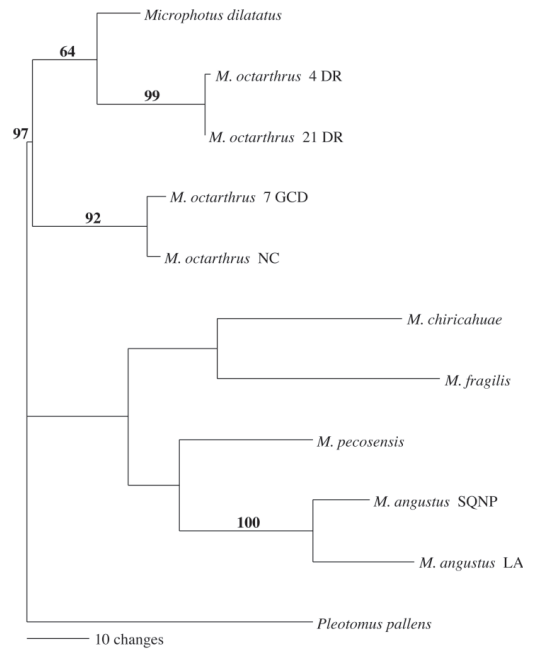 Microphotus dilatatus
64
M. octarthrus 4 DR
99
M. octarthrus 21 DR
97
M. octarthrus 7 GCD
92
M. octarthrus NC
M. chiricahuae
M. fragilis
M. pecosensis
M. angustus SQNP
100
M. angustus LA
Pleotomus pallens
10 changes